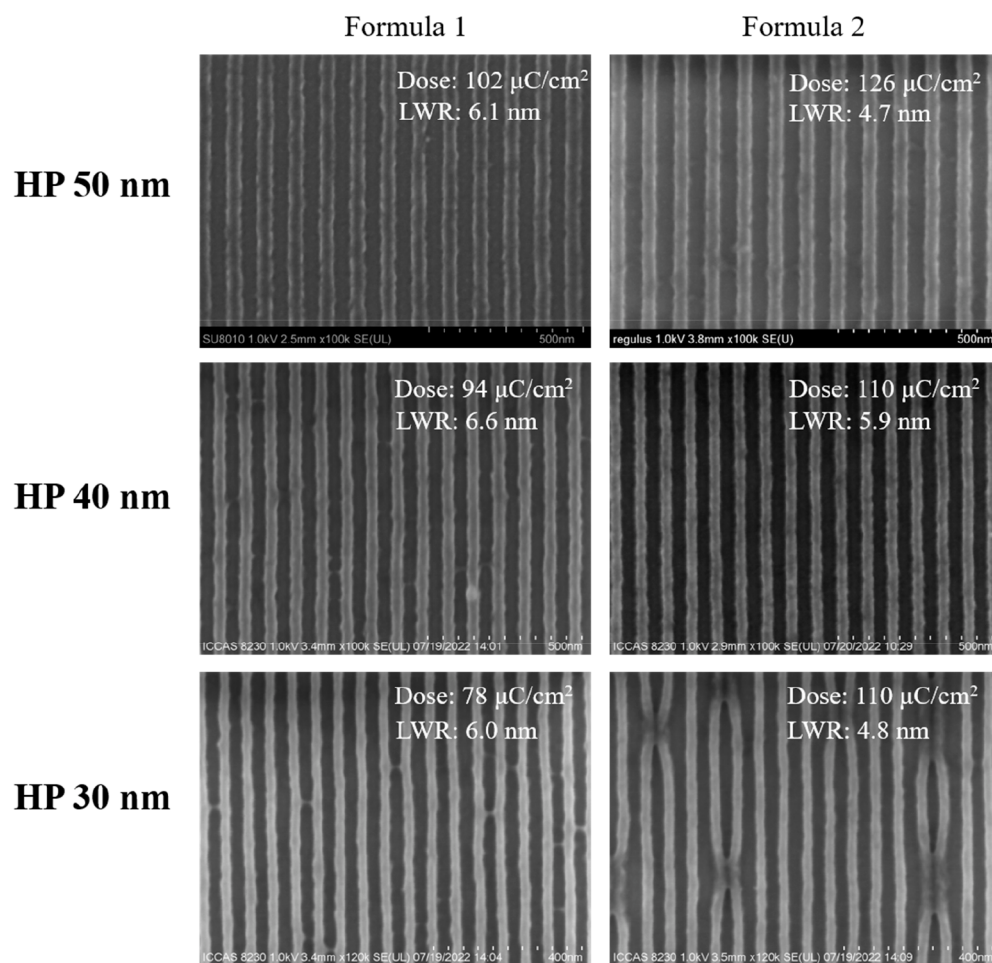 Formula 1
Formula 2
HP 50 nm
Dose: 102 μC/cm²
LWR: 6.1 nm
SU8010 1.0kV 2.5mm x100k SE(UL)
500nm
Dose: 126 μC/cm²
LWR: 4.7 nm
regulus 1.0kV 3.8mm x100k SE(U)
500nm
HP 40 nm
Dose: 94 μC/cm²
LWR: 6.6 nm
ICCAS 8230 1.0kV 3.4mm x100k SE(UL) 07/19/2022 14:01
500nm
Dose: 110 μC/cm²
LWR: 5.9 nm
ICCAS 8230 1.0kV 2.9mm x100k SE(UL) 07/20/2022 10:29
500nm
HP 30 nm
Dose: 78 μC/cm²
LWR: 6.0 nm
ICCAS 8230 1.0kV 3.4mm x120k SE(UL) 07/19/2022 14:04
400nm
Dose: 110 μC/cm²
LWR: 4.8 nm
ICCAS 8230 1.0kV 3.5mm x120k SE(UL) 07/19/2022 14:09
400nm